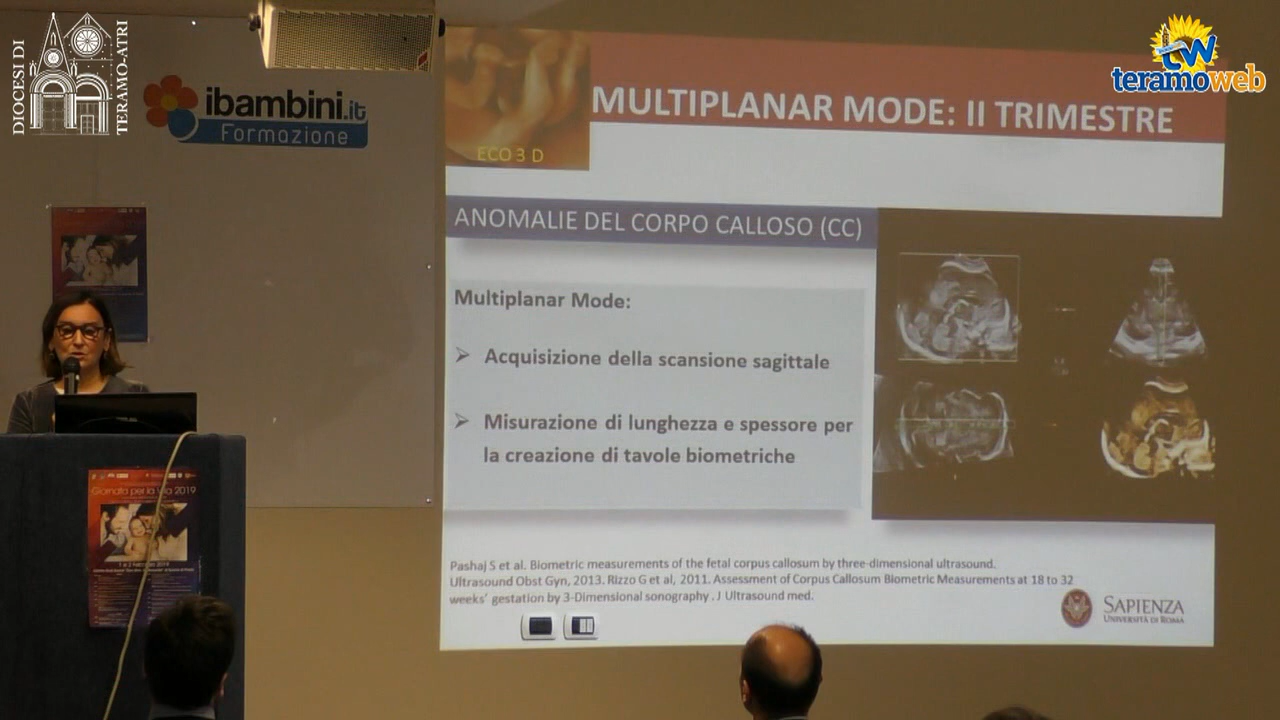 DIOCESI DI
TERAMO-ATRI
ibambini.it
Formazione
teramoweb
ECO 3 D
MULTIPLANAR MODE: II TRIMESTRE
ANOMALIE DEL CORPO CALLOSO (CC)
Multiplanar Mode:
➢ Acquisizione della scansione sagittale
➢ Misurazione di lunghezza e spessore per
la creazione di tavole biometriche
Pashaj S et al. Biometric measurements of the fetal corpus callosum by three-dimensional ultrasound.
Ultrasound Obst Gyn, 2013. Rizzo G et al, 2011. Assessment of Corpus Callosum Biometric Measurements at 18 to 32
weeks' gestation by 3-Dimensional sonography . J Ultrasound med.
SAPIENZA
UNIVERSITÀ DI ROMA
Giornata per la Vita 2019